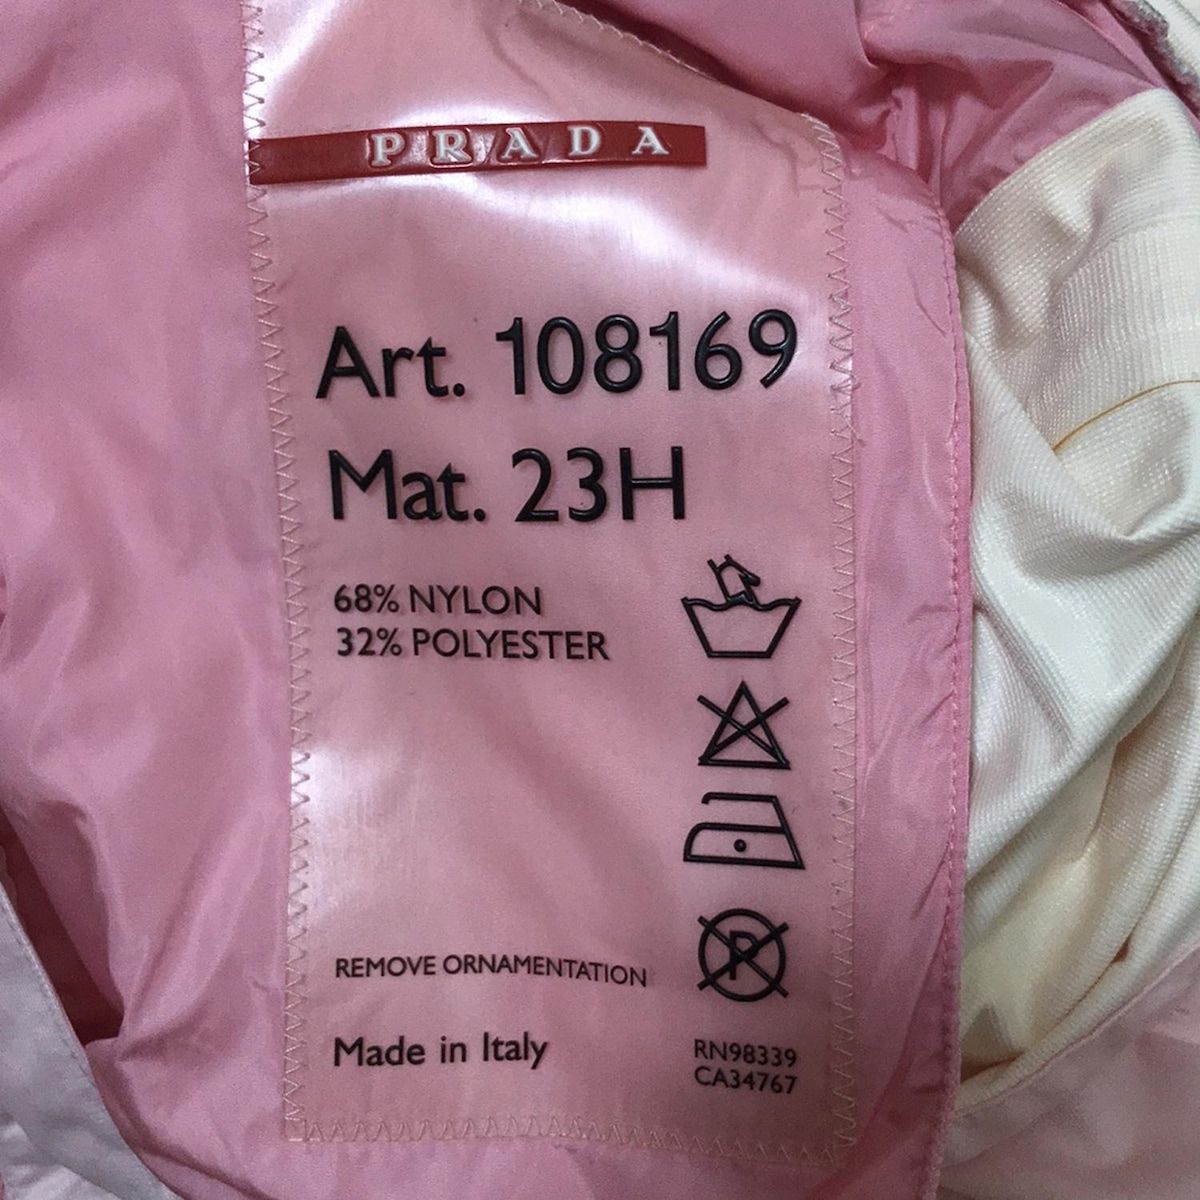 PRADA
Art. 108169
Mat. 23H
68% NYLON
32% POLYESTER
P
REMOVE ORNAMENTATION
Made in Italy
RN98339
CA34767